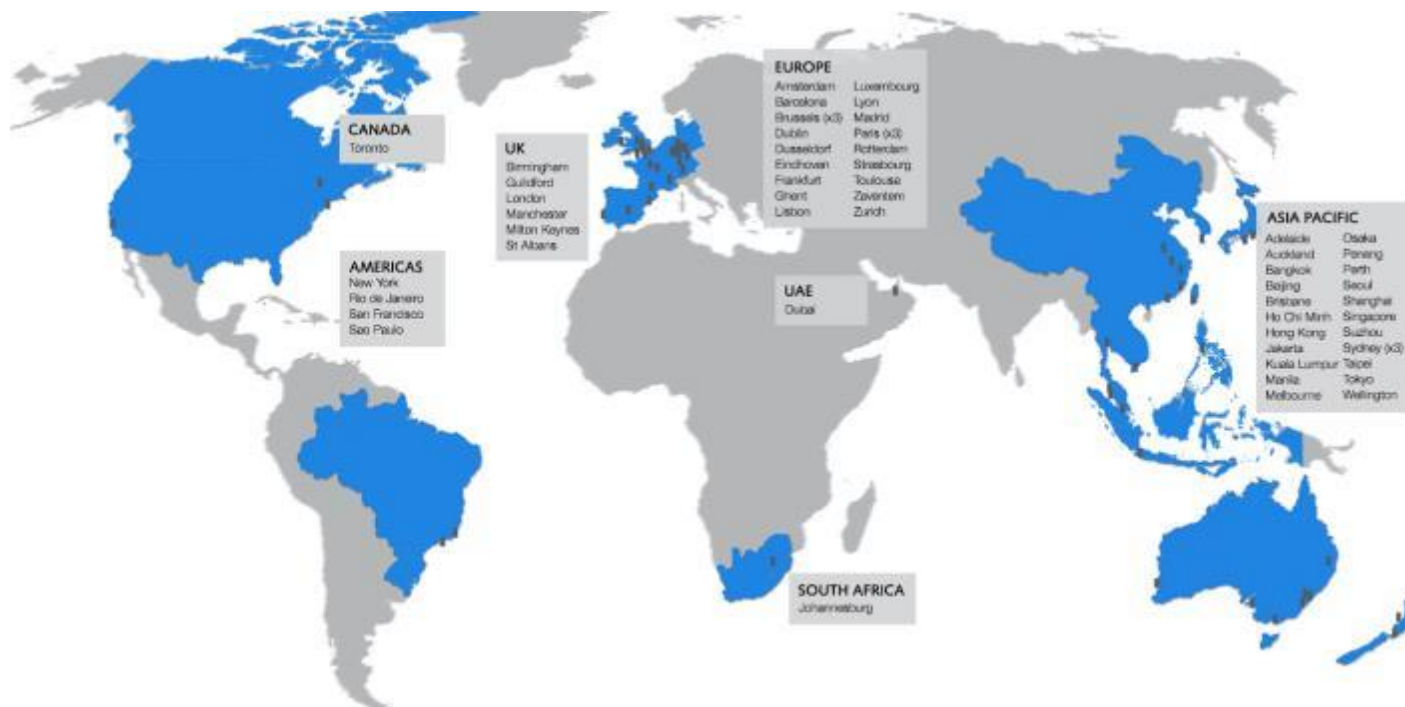 CANADA
Toronto
AMERICAS
New York
Rio de Janeiro
San Francisco
Sao Paulo
UK
Birmingham
Guildford
London
Manchester
Milton Keynes
St Albans
EUROPE
Amsterdam Luxembourg
Barcelona Lyon
Brussels (x3) Madrid
Dublin Paris (x3)
Dusseldorf Rotterdam
Eindhoven Strasbourg
Frankfurt Toulouse
Ghent Zaventem
Lisbon Zurich
UAE
Dubai
SOUTH AFRICA
Johannesburg
ASIA PACIFIC
Adelaide Osaka
Auckland Penang
Bangkok Perth
Beijing Seoul
Brisbane Shanghai
Ho Chi Minh Singapore
Hong Kong Suzhou
Jakarta Sydney (x3)
Kuala Lumpur Taipei
Manila Tokyo
Melbourne Wellington